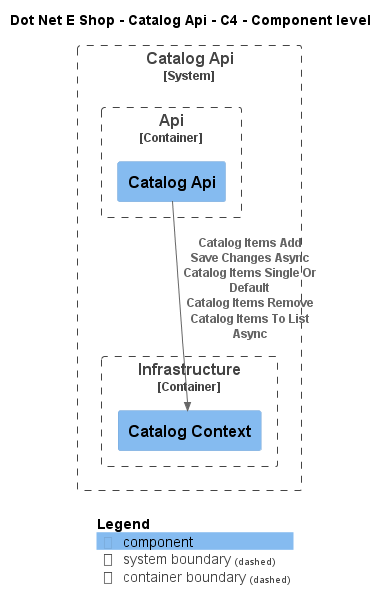 Dot Net E Shop - Catalog Api - C4 - Component level
Catalog Api
[System]
Api
[Container]
Catalog Api
Catalog Items Add
Save Changes Async
Catalog Items Single Or
Default
Catalog Items Remove
Catalog Items To List
Async
Infrastructure
[Container]
Catalog Context
Legend
component
system boundary (dashed)
container boundary (dashed)